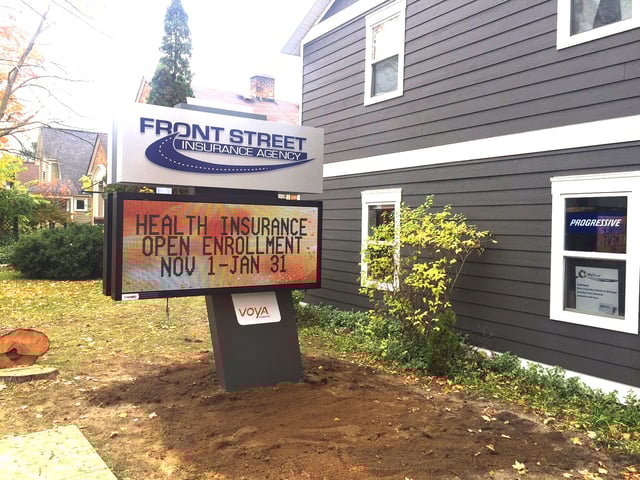 FRONT STREET
INSURANCE AGENCY
HEALTH INSURANCE
OPEN ENROLLMENT
NOV 1-JAN 31
VOYA
PROGRESSIVE